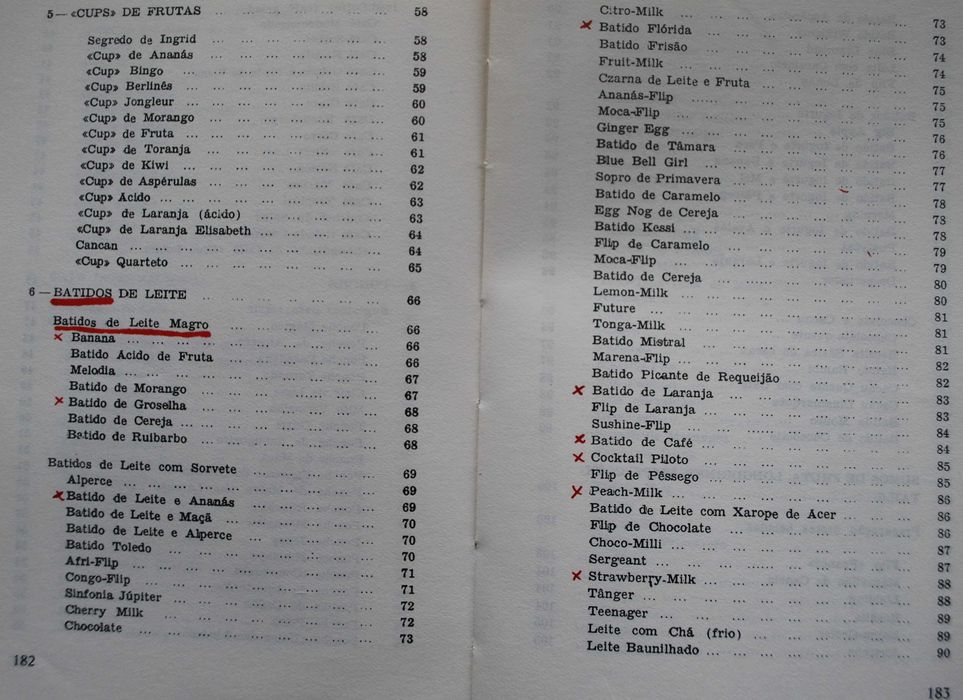 5 — «CUPS» DE FRUTAS ... 58
Segredo de Ingrid ... 58
«Cup» de Ananás ... 58
«Cup» Bingo ... 59
«Cup» Berlinês ... 59
«Cup» Jongleur ... 60
«Cup» de Morango ... 60
«Cup» de Fruta ... 61
«Cup» de Toranja ... 61
«Cup» de Kiwi ... 62
«Cup» de Aspérulas ... 62
«Cup» Ácido ... 63
«Cup» de Laranja (ácido) ... 63
«Cup» de Laranja Elisabeth ... 64
Cancan ... 64
«Cup» Quarteto ... 65
6 — BATIDOS DE LEITE ... 66
Batidos de Leite Magro ... 66
Banana ... 66
Batido Ácido de Fruta ... 66
Melodia ... 67
Batido de Morango ... 67
Batido de Groselha ... 68
Batido de Cereja ... 68
Batido de Ruibarbo ... 68
Batidos de Leite com Sorvete ... 69
Alperce ... 69
Batido de Leite e Ananás ... 69
Batido de Leite e Maçã ... 70
Batido de Leite e Alperce ... 70
Batido Toledo ... 70
Afri-Flip ... 71
Congo-Flip ... 71
Sinfonia Júpiter ... 72
Cherry Milk ... 72
Chocolate ... 73
182
Citro-Milk ... 73
Batido Flórida ... 73
Batido Frisão ... 74
Fruit-Milk ... 74
Czarna de Leite e Fruta ... 75
Ananás-Flip ... 75
Moca-Flip ... 75
Ginger Egg ... 76
Batido de Tâmara ... 76
Blue Bell Girl ... 77
Sopro de Primavera ... 77
Batido de Caramelo ... 78
Egg Nog de Cereja ... 78
Batido Kessi ... 78
Flip de Caramelo ... 79
Moca-Flip ... 79
Batido de Cereja ... 80
Lemon-Milk ... 80
Future ... 81
Tonga-Milk ... 81
Batido Mistral ... 81
Marena-Flip ... 82
Batido Picante de Requeijão ... 82
Batido de Laranja ... 83
Flip de Laranja ... 83
Sushine-Flip ... 84
Batido de Café ... 84
Cocktail Piloto ... 85
Flip de Pêssego ... 85
Peach-Milk ... 86
Batido de Leite com Xarope de Acer ... 86
Flip de Chocolate ... 86
Choco-Milli ... 87
Sergeant ... 87
Strawberry-Milk ... 88
Tânger ... 88
Teenager ... 89
Leite com Chá (frio) ... 89
Leite Baunilhado ... 90
183